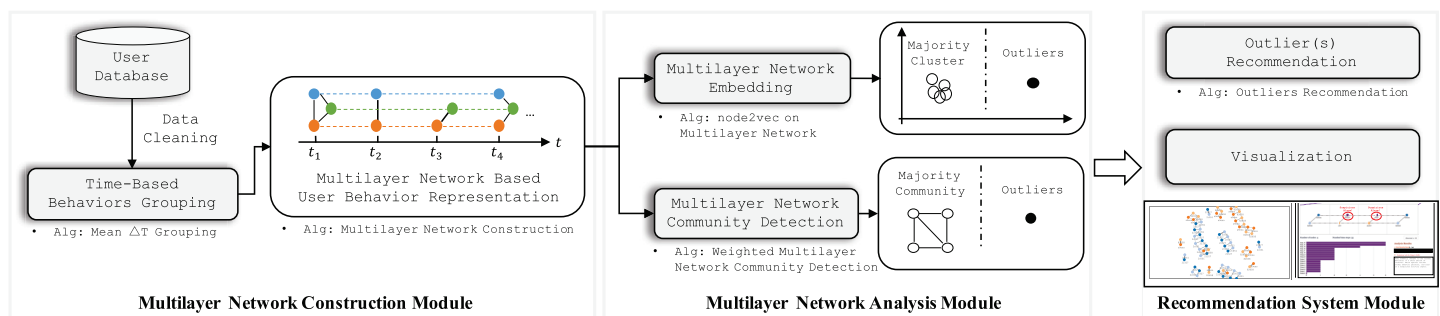 User
Database
Data
Cleaning
Time-Based
Behaviors Grouping
• Alg: Mean △T Grouping
...
t
t1
t2
t3
t4
Multilayer Network Based
User Behavior Representation
• Alg: Multilayer Network Construction
Multilayer Network Construction Module
Multilayer Network
Embedding
• Alg: node2vec on
Multilayer Network
Majority
Cluster
Outliers
Multilayer Network
Community Detection
• Alg: Weighted Multilayer
Network Community Detection
Majority
Community
Outliers
Multilayer Network Analysis Module
Outlier(s)
Recommendation
• Alg: Outliers Recommendation
Visualization
Recommendation System Module